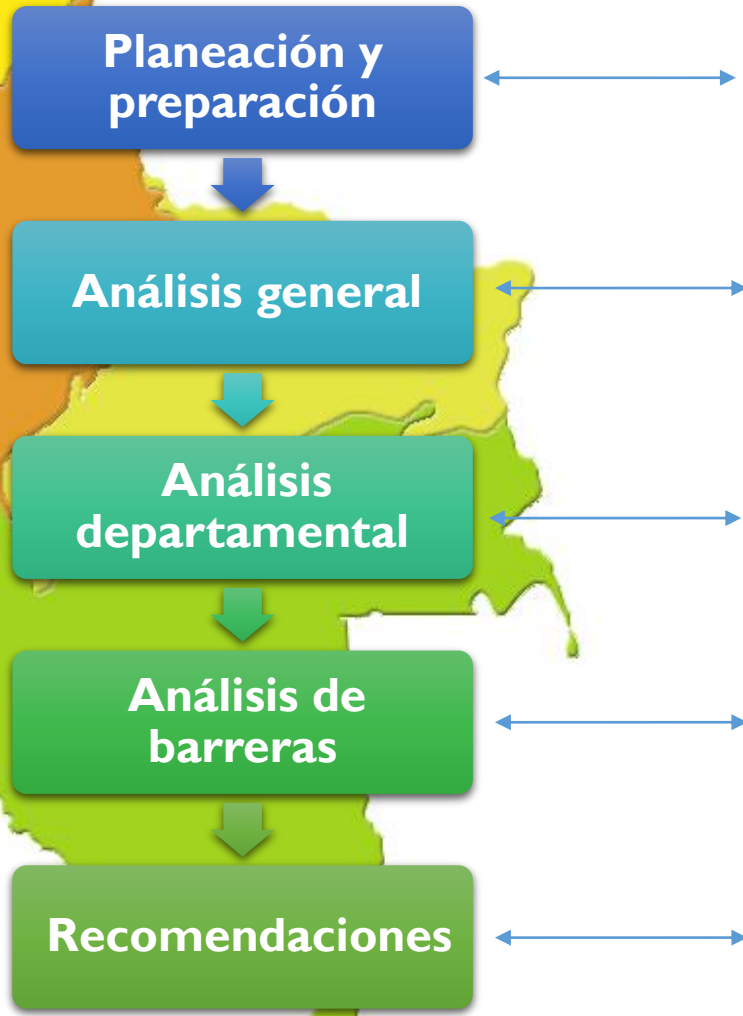 Planeación y
preparación
Análisis general
Análisis
departamental
Análisis de
barreras
Recomendaciones